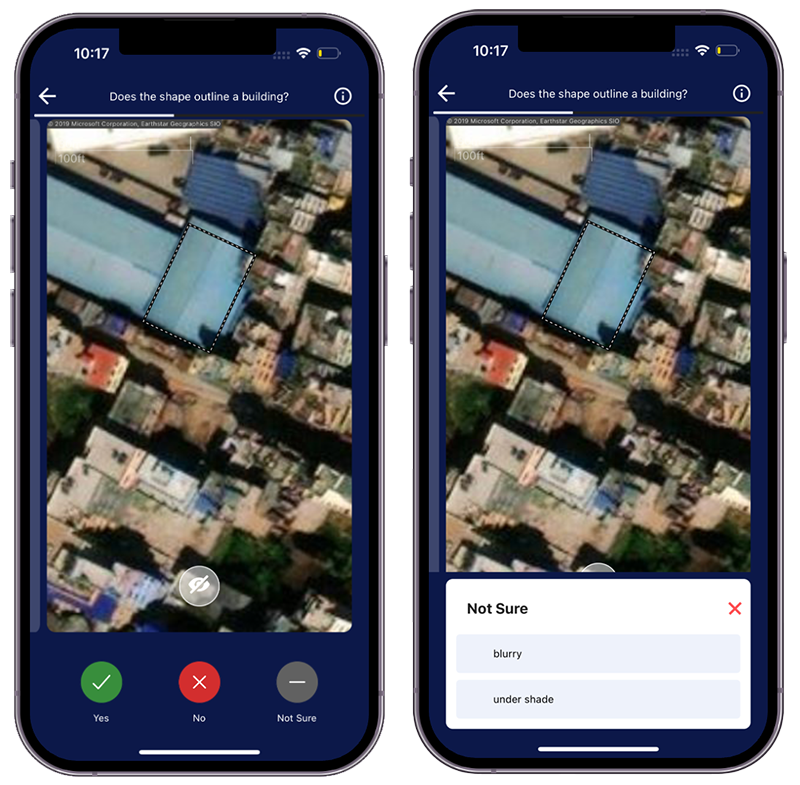 10:17
Does the shape outline a building?
© 2019 Microsoft Corporation, Earthstar Geographics SIO
100ft
Yes
No
Not Sure
10:17
Does the shape outline a building?
© 2019 Microsoft Corporation, Earthstar Geographics SIO
100ft
Not Sure
blurry
under shade